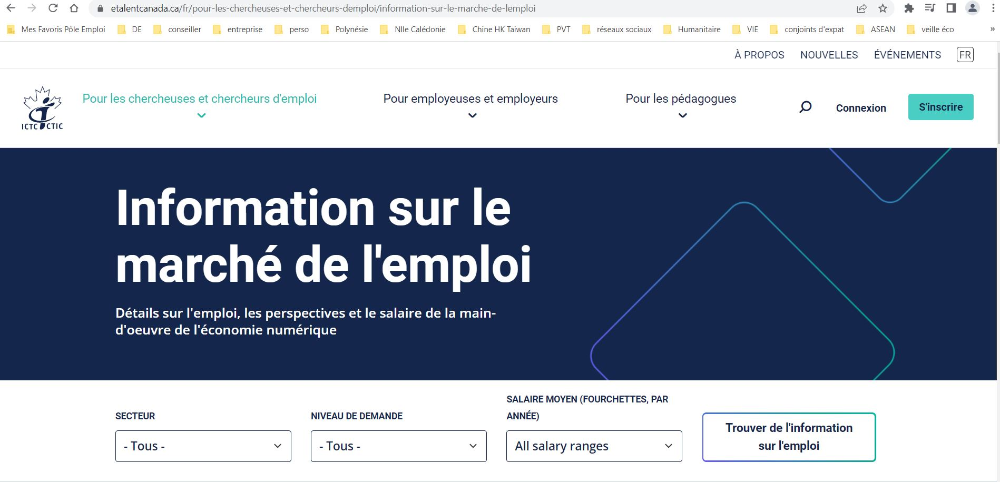 etalentcanada.ca/fr/pour-les-chercheuses-et-chercheurs-demploi/information-sur-le-marche-de-lemploi
Mes Favoris Pôle Emploi DE conseiller entreprise perso Polynésie Nlle Calédonie Chine HK Taiwan PVT réseaux sociaux Humanitaire VIE conjoints d'expat ASEAN veille éco »
À PROPOS NOUVELLES ÉVÉNEMENTS FR
Pour les chercheuses et chercheurs d'emploi Pour employeuses et employeurs Pour les pédagogues Connexion S'inscrire
ICTC CTIC
Information sur le
marché de l'emploi
Détails sur l'emploi, les perspectives et le salaire de la main-
d'oeuvre de l'économie numérique
SECTEUR
- Tous -
NIVEAU DE DEMANDE
- Tous -
SALAIRE MOYEN (FOURCHETTES, PAR
ANNÉE)
All salary ranges
Trouver de l'information
sur l'emploi